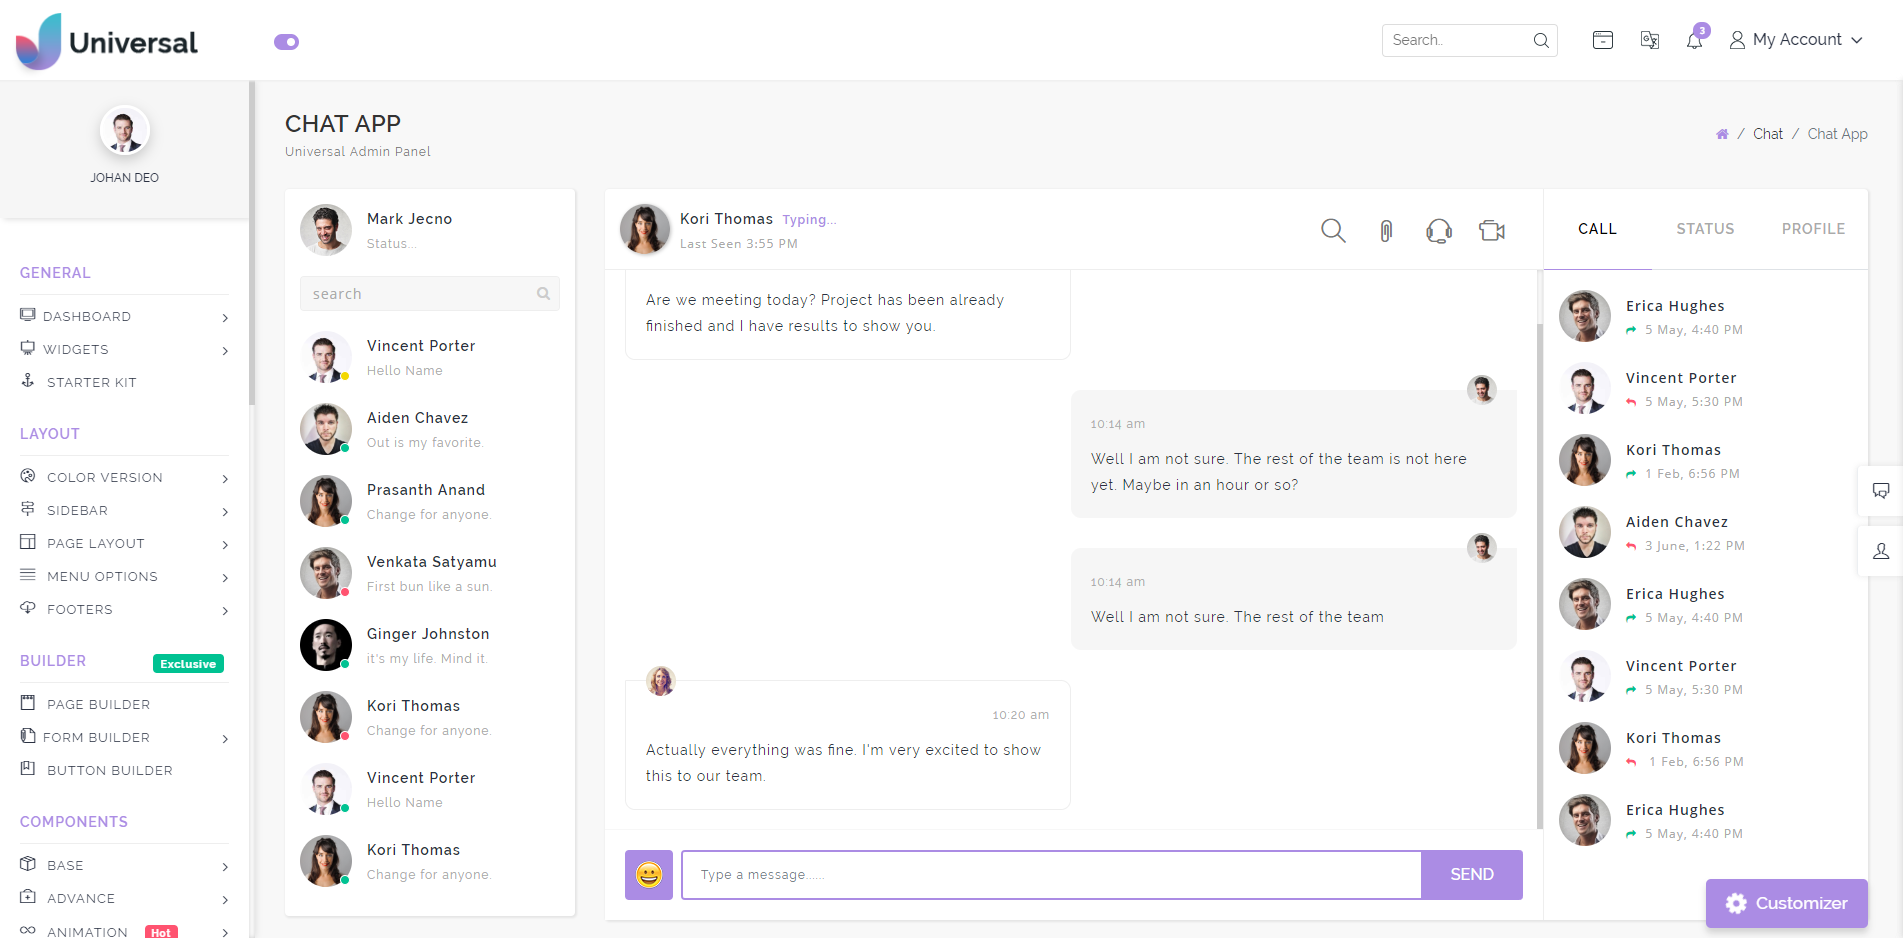 Universal
Search..
3
My Account
JOHAN DEO
GENERAL
DASHBOARD
WIDGETS
STARTER KIT
LAYOUT
COLOR VERSION
SIDEBAR
PAGE LAYOUT
MENU OPTIONS
FOOTERS
BUILDER
Exclusive
PAGE BUILDER
FORM BUILDER
BUTTON BUILDER
COMPONENTS
BASE
ADVANCE
ANIMATION
Hot
CHAT APP
Universal Admin Panel
/ Chat / Chat App
Mark Jecno
Status...
search
Vincent Porter
Hello Name
Aiden Chavez
Out is my favorite.
Prasanth Anand
Change for anyone.
Venkata Satyamu
First bun like a sun.
Ginger Johnston
it's my life. Mind it.
Kori Thomas
Change for anyone.
Vincent Porter
Hello Name
Kori Thomas
Change for anyone.
Kori Thomas Typing...
Last Seen 3:55 PM
Are we meeting today? Project has been already
finished and I have results to show you.
10:14 am
Well I am not sure. The rest of the team is not here
yet. Maybe in an hour or so?
10:14 am
Well I am not sure. The rest of the team
10:20 am
Actually everything was fine. I'm very excited to show
this to our team.
Type a message......
SEND
CALL
STATUS
PROFILE
Erica Hughes
5 May, 4:40 PM
Vincent Porter
5 May, 5:30 PM
Kori Thomas
1 Feb, 6:56 PM
Aiden Chavez
3 June, 1:22 PM
Erica Hughes
5 May, 4:40 PM
Vincent Porter
5 May, 5:30 PM
Kori Thomas
1 Feb, 6:56 PM
Erica Hughes
5 May, 4:40 PM
Customizer